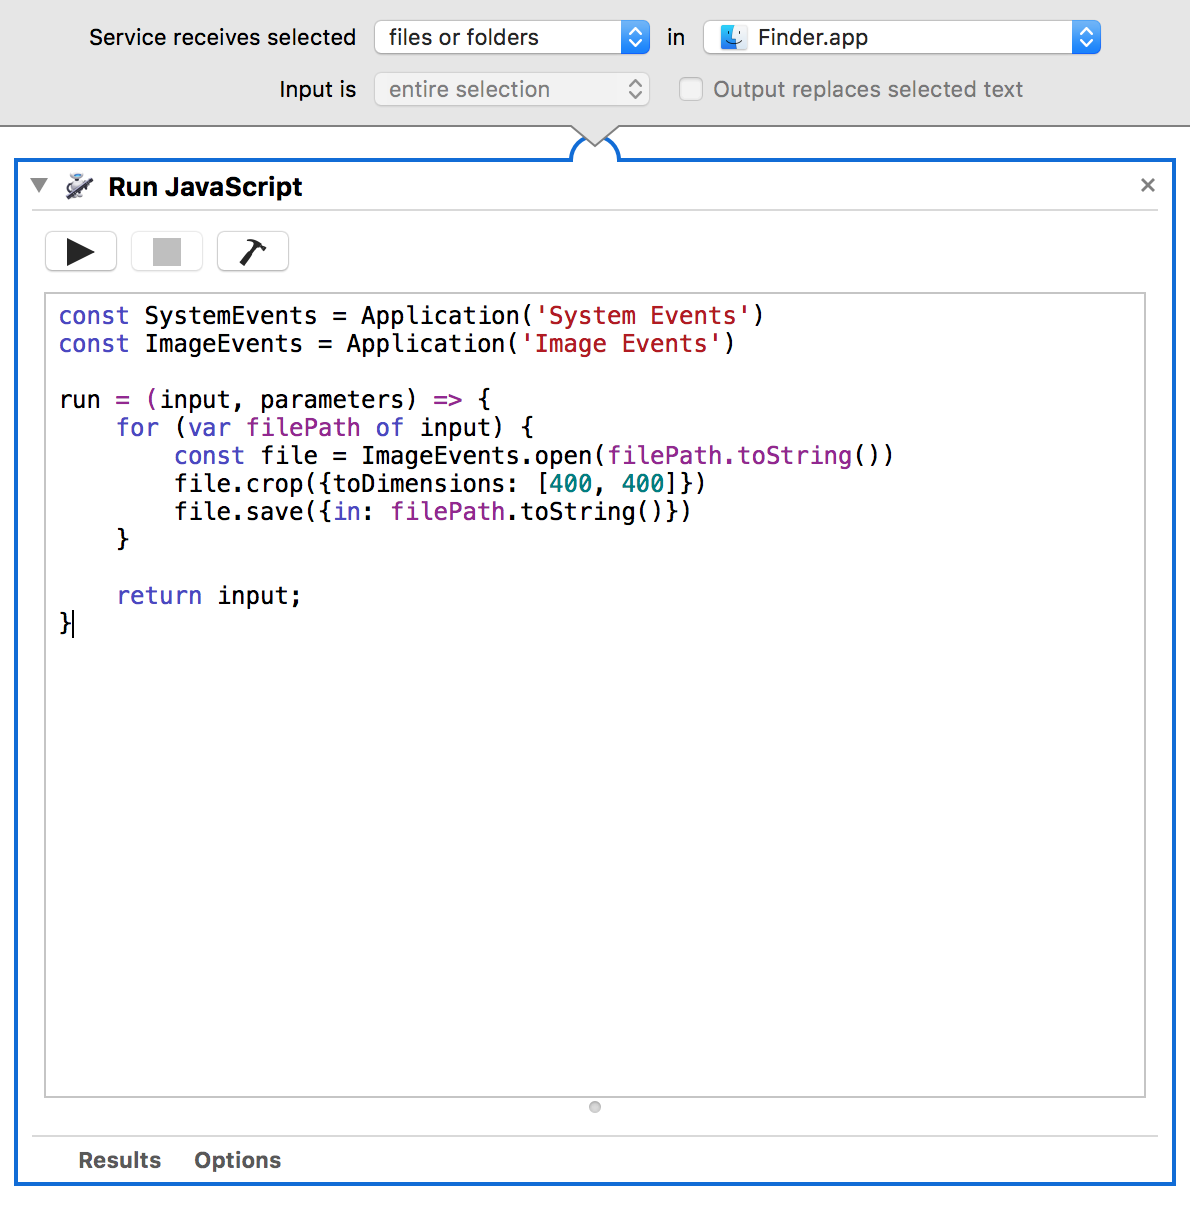 Service receives selected files or folders in Finder.app
Input is entire selection Output replaces selected text
Run JavaScript
const SystemEvents = Application('System Events')
const ImageEvents = Application('Image Events')
run = (input, parameters) => {
    for (var filePath of input) {
        const file = ImageEvents.open(filePath.toString())
        file.crop({toDimensions: [400, 400]})
        file.save({in: filePath.toString()})
    }
    return input;
}
Results Options